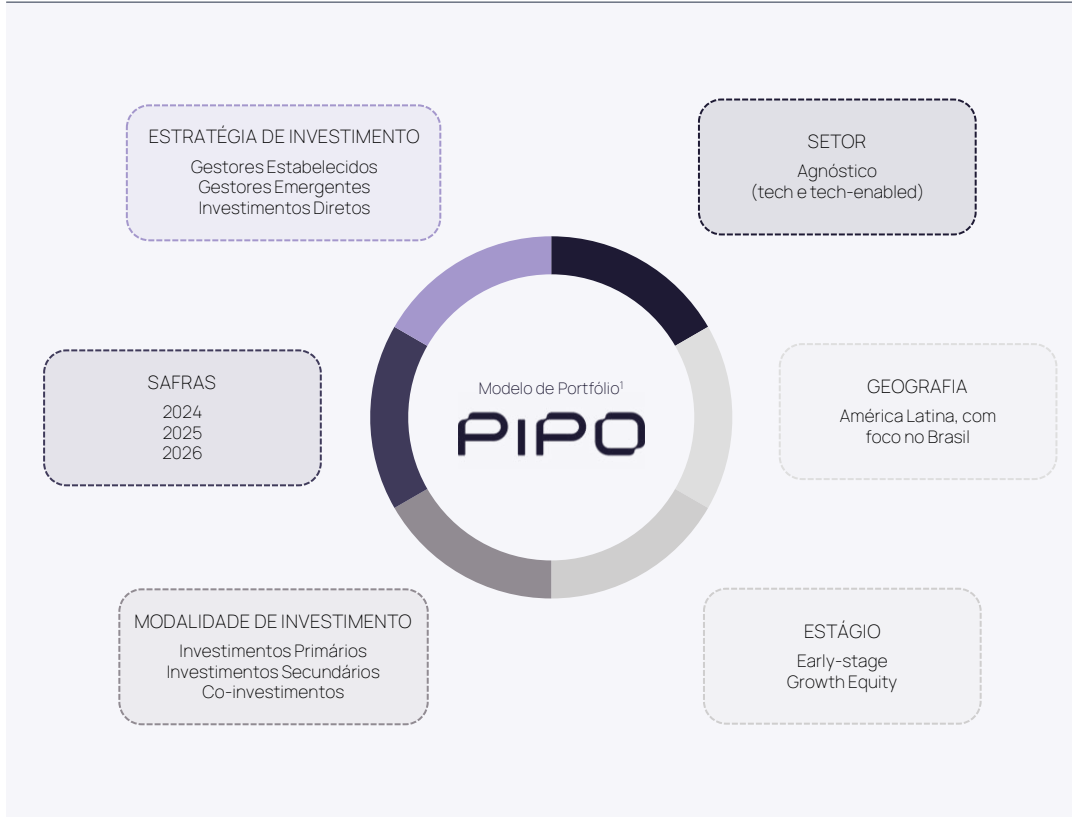 ESTRATÉGIA DE INVESTIMENTO
Gestores Estabelecidos
Gestores Emergentes
Investimentos Diretos
SETOR
Agnóstico
(tech e tech-enabled)
SAFRAS
2024
2025
2026
Modelo de Portfólio¹
PIPO
GEOGRAFIA
América Latina, com
foco no Brasil
MODALIDADE DE INVESTIMENTO
Investimentos Primários
Investimentos Secundários
Co-investimentos
ESTÁGIO
Early-stage
Growth Equity